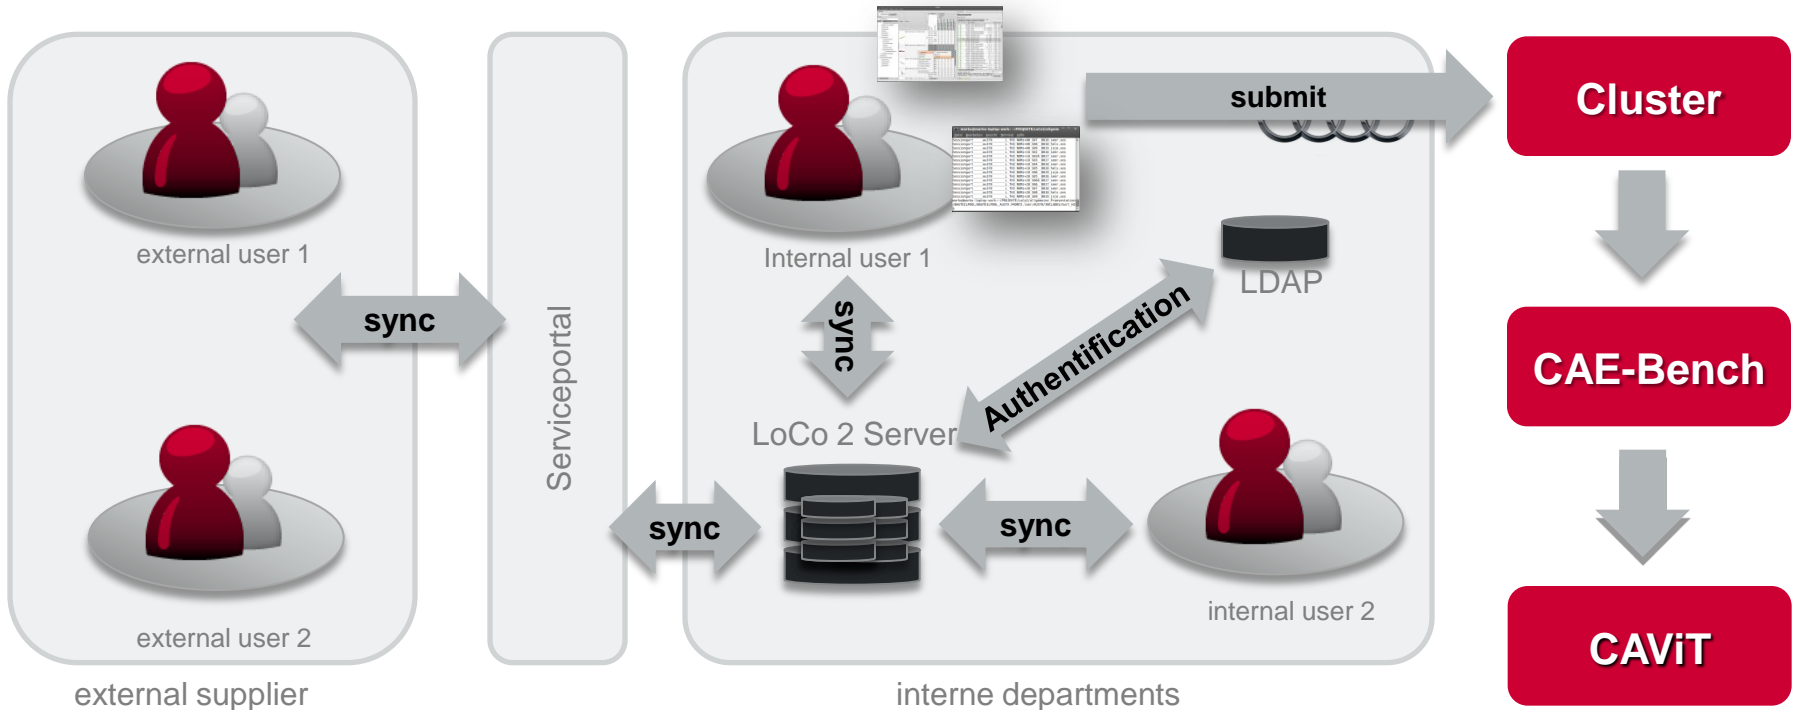 submit
Cluster
external user 1
Internal user 1
LDAP
sync
sync
Authentification
Serviceportal
CAE-Bench
LoCo 2 Server
sync
sync
external user 2
internal user 2
CAViT
external supplier
interne departments